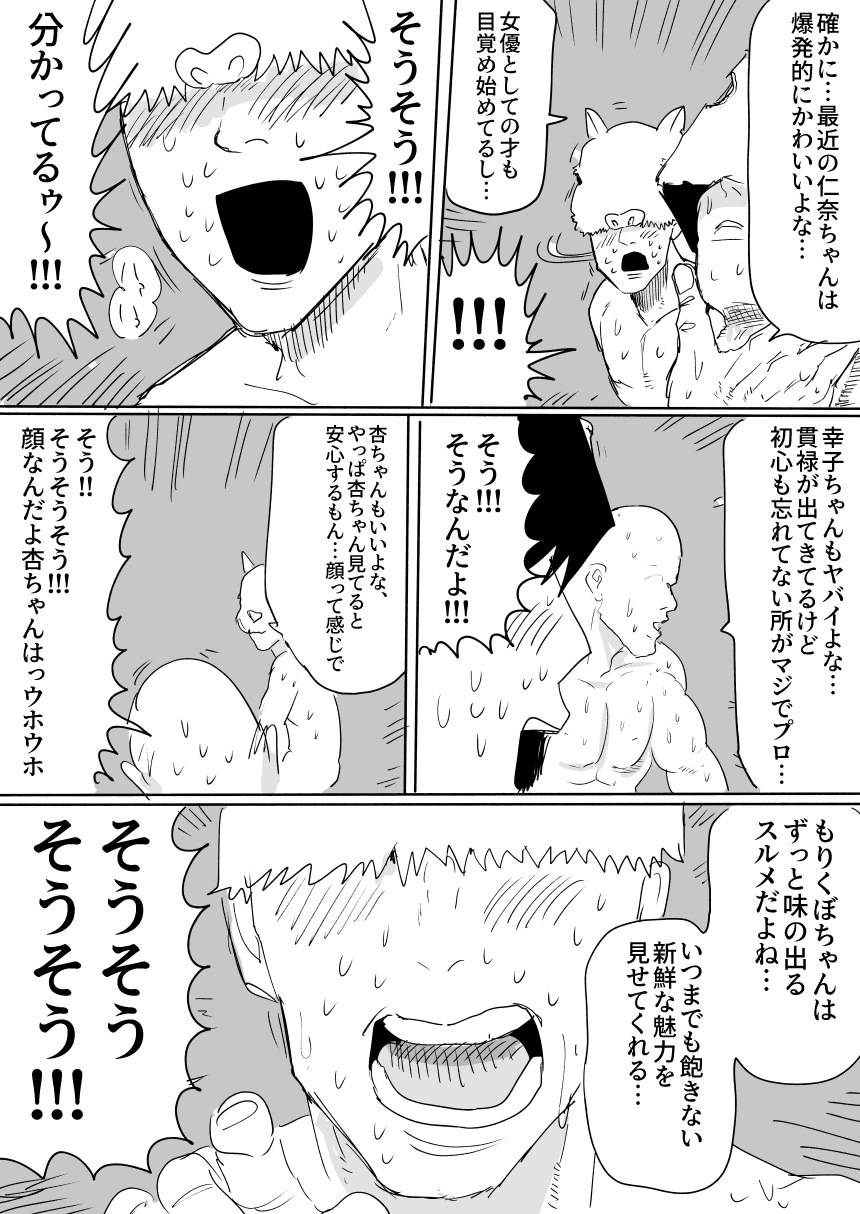 確かに…最近の仁奈ちゃんは
爆発的にかわいいよな…
女優としての才も
目覚め始めてるし…
!!!
そうそう!!!
分かってるゥ〜!!!
幸子ちゃんもヤバイよな…
貫禄が出てきてるけど
初心も忘れてない所がマジでプロ…
そう!!!
そうなんだよ!!!
杏ちゃんもいいよな、
やっぱ杏ちゃん見てると
安心するもん…顔って感じで
そう!!
そうそうそう!!!
顔なんだよ杏ちゃんはっウホウホ
もりくぼちゃんは
ずっと味の出る
スルメだよね…
いつまでも飽きない
新鮮な魅力を
見せてくれる…
そうそう
そうそう!!!